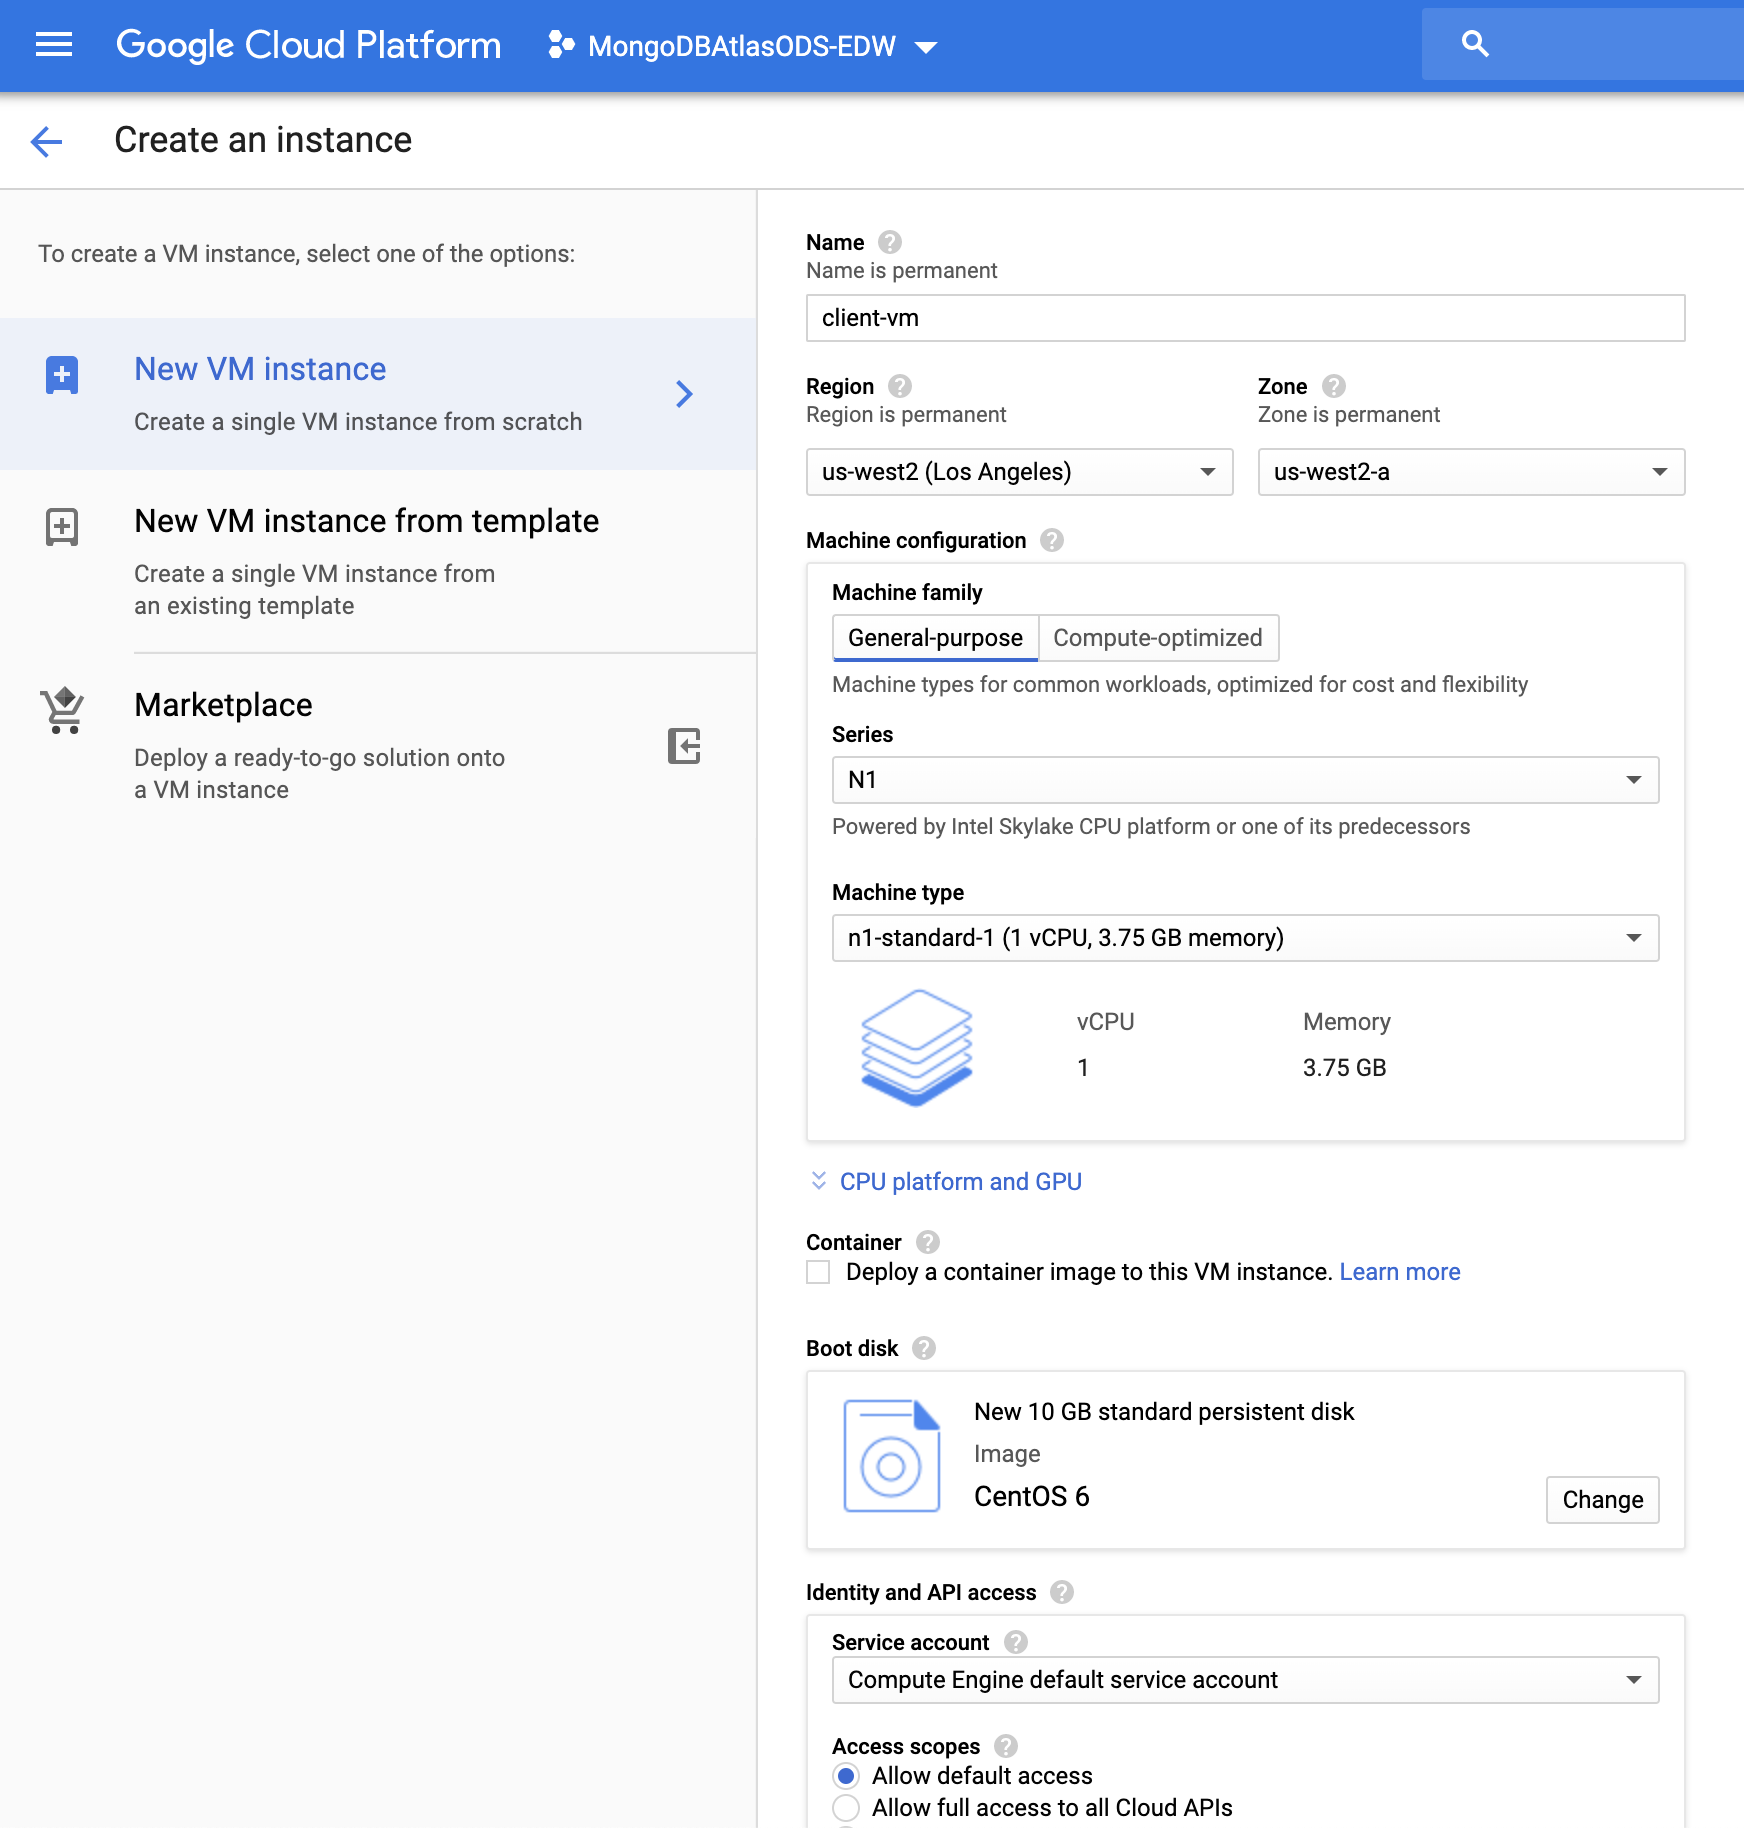 Google Cloud Platform MongoDBAtlasODS-EDW
Create an instance
To create a VM instance, select one of the options:
New VM instance
Create a single VM instance from scratch
New VM instance from template
Create a single VM instance from
an existing template
Marketplace
Deploy a ready-to-go solution onto
a VM instance
Name
Name is permanent
client-vm
Region
Region is permanent
us-west2 (Los Angeles)
Zone
Zone is permanent
us-west2-a
Machine configuration
Machine family
General-purpose Compute-optimized
Machine types for common workloads, optimized for cost and flexibility
Series
N1
Powered by Intel Skylake CPU platform or one of its predecessors
Machine type
n1-standard-1 (1 vCPU, 3.75 GB memory)
vCPU Memory
1 3.75 GB
CPU platform and GPU
Container
Deploy a container image to this VM instance. Learn more
Boot disk
New 10 GB standard persistent disk
Image
CentOS 6
Change
Identity and API access
Service account
Compute Engine default service account
Access scopes
Allow default access
Allow full access to all Cloud APIs